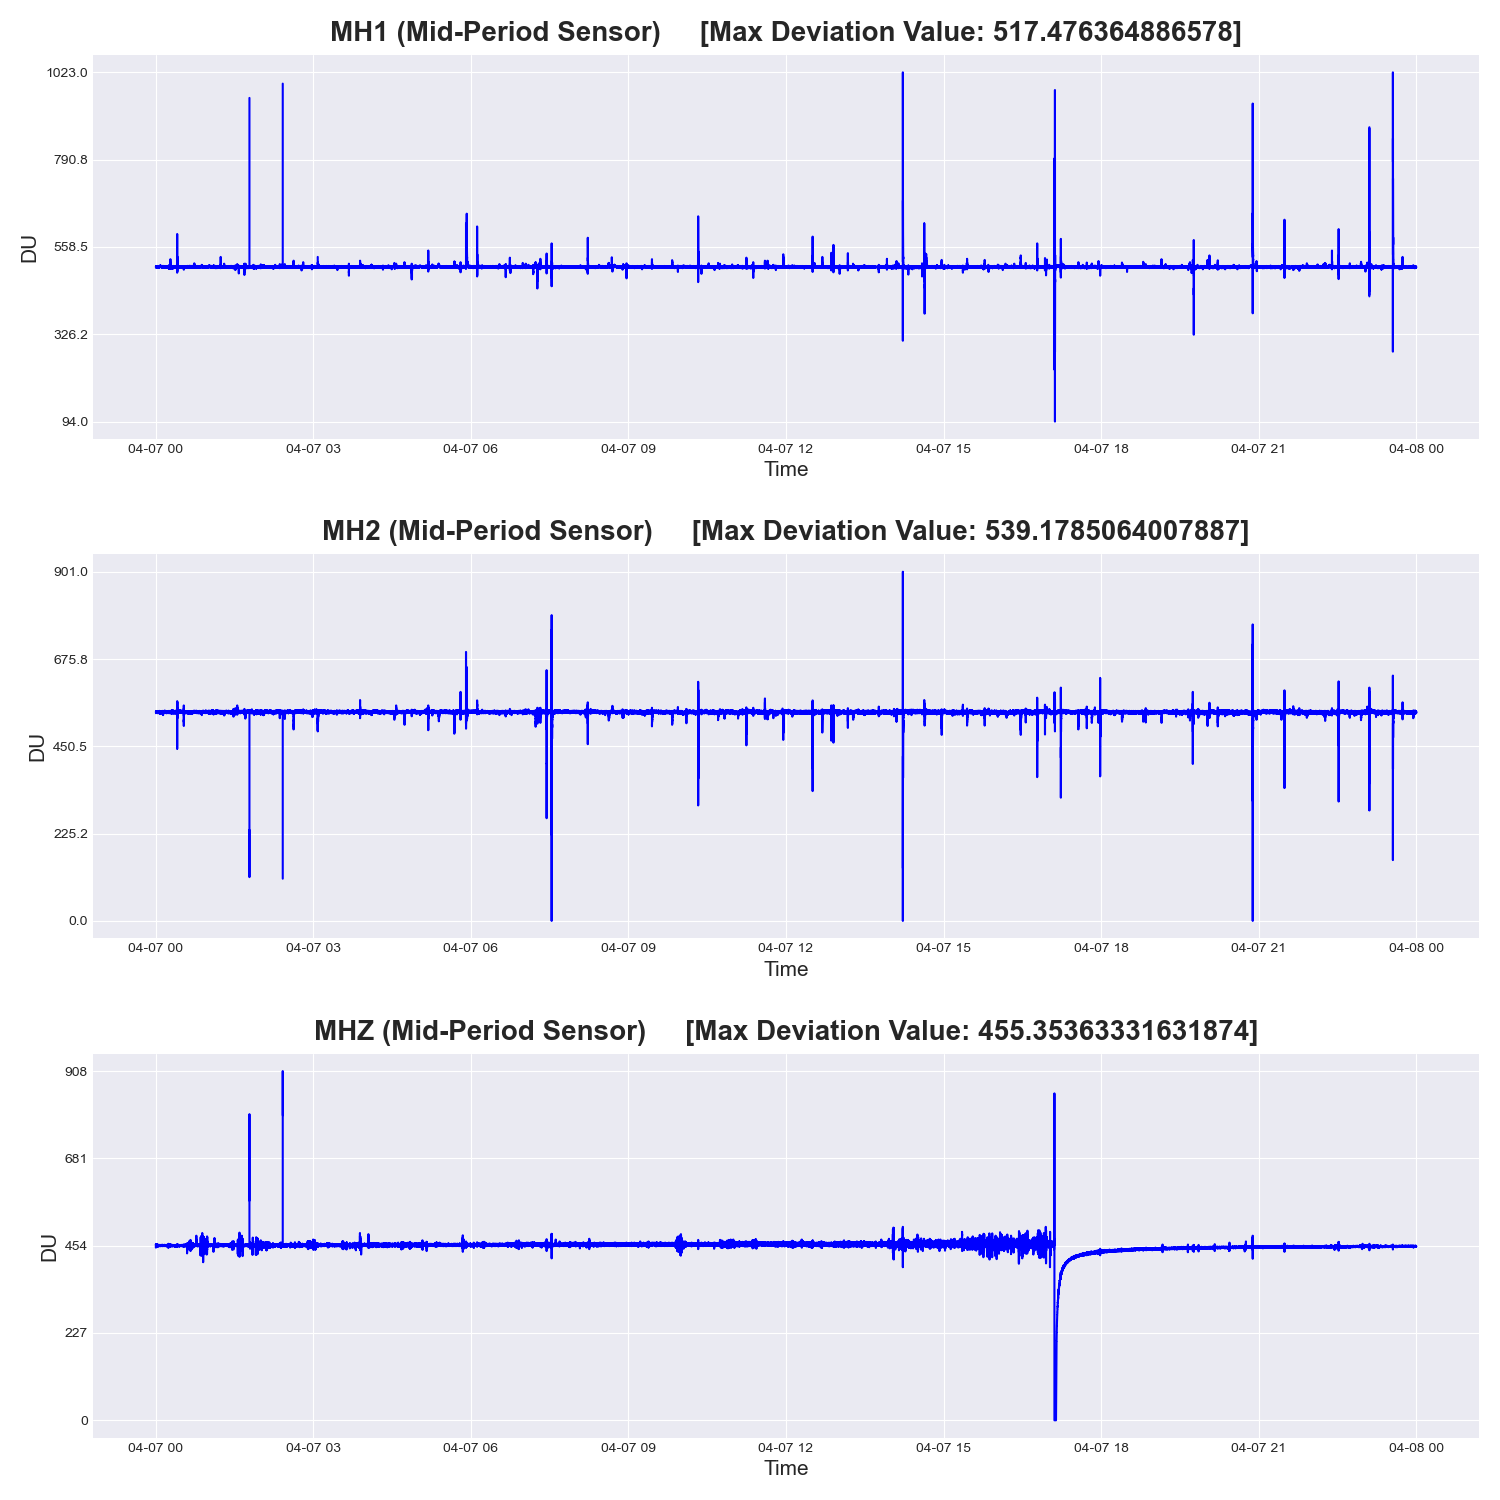 MH1 (Mid-Period Sensor) [Max Deviation Value: 517.476364886578]
1023.0
790.8
558.5
326.2
94.0
DU
04-07 00 04-07 03 04-07 06 04-07 09 04-07 12 04-07 15 04-07 18 04-07 21 04-08 00
Time
MH2 (Mid-Period Sensor) [Max Deviation Value: 539.1785064007887]
901.0
675.8
450.5
225.2
0.0
DU
04-07 00 04-07 03 04-07 06 04-07 09 04-07 12 04-07 15 04-07 18 04-07 21 04-08 00
Time
MHZ (Mid-Period Sensor) [Max Deviation Value: 455.35363331631874]
908
681
454
227
0
DU
04-07 00 04-07 03 04-07 06 04-07 09 04-07 12 04-07 15 04-07 18 04-07 21 04-08 00
Time